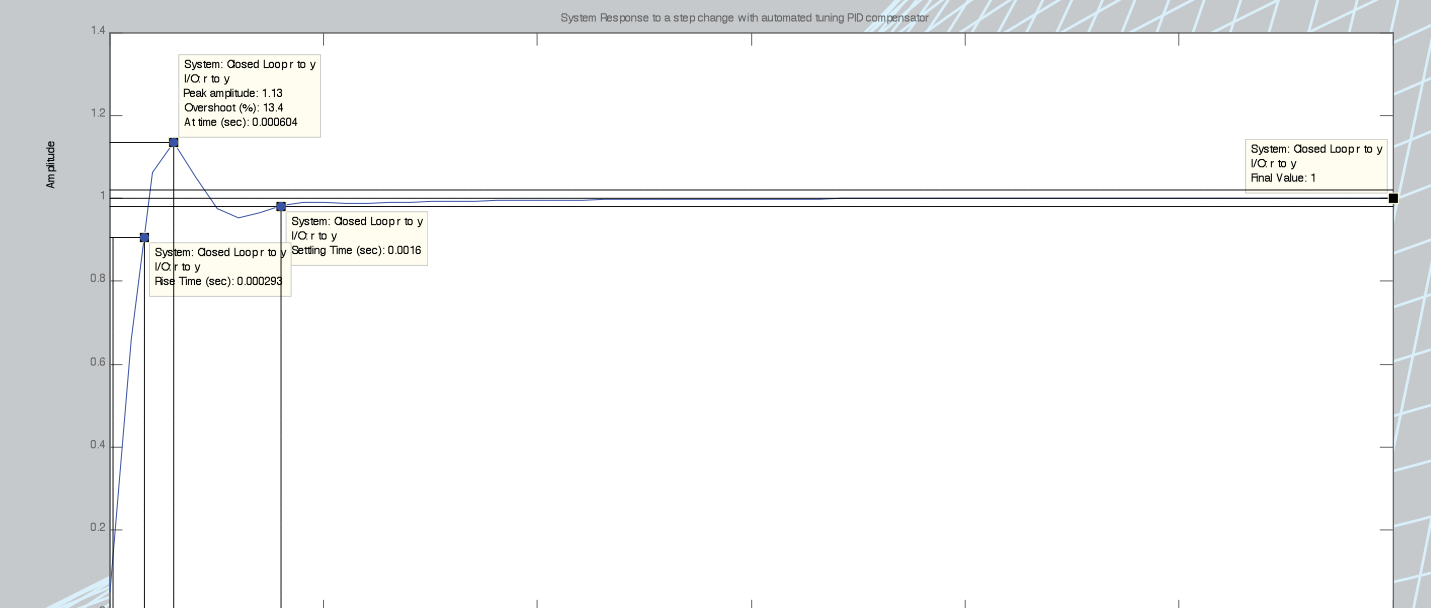 System Response to a step change with automated tuning PID compensator
1.4
System: Closed Loop r to y
I/O: r to y
Peak amplitude: 1.13
Overshoot (%): 13.4
At time (sec): 0.000604
1.2
Amplitude
System: Closed Loop r to y
I/O: r to y
Final Value: 1
1
System: Closed Loop r to y
I/O: r to y
Settling Time (sec): 0.0016
System: Closed Loop r to y
I/O: r to y
Rise Time (sec): 0.000293
0.8
0.6
0.4
0.2